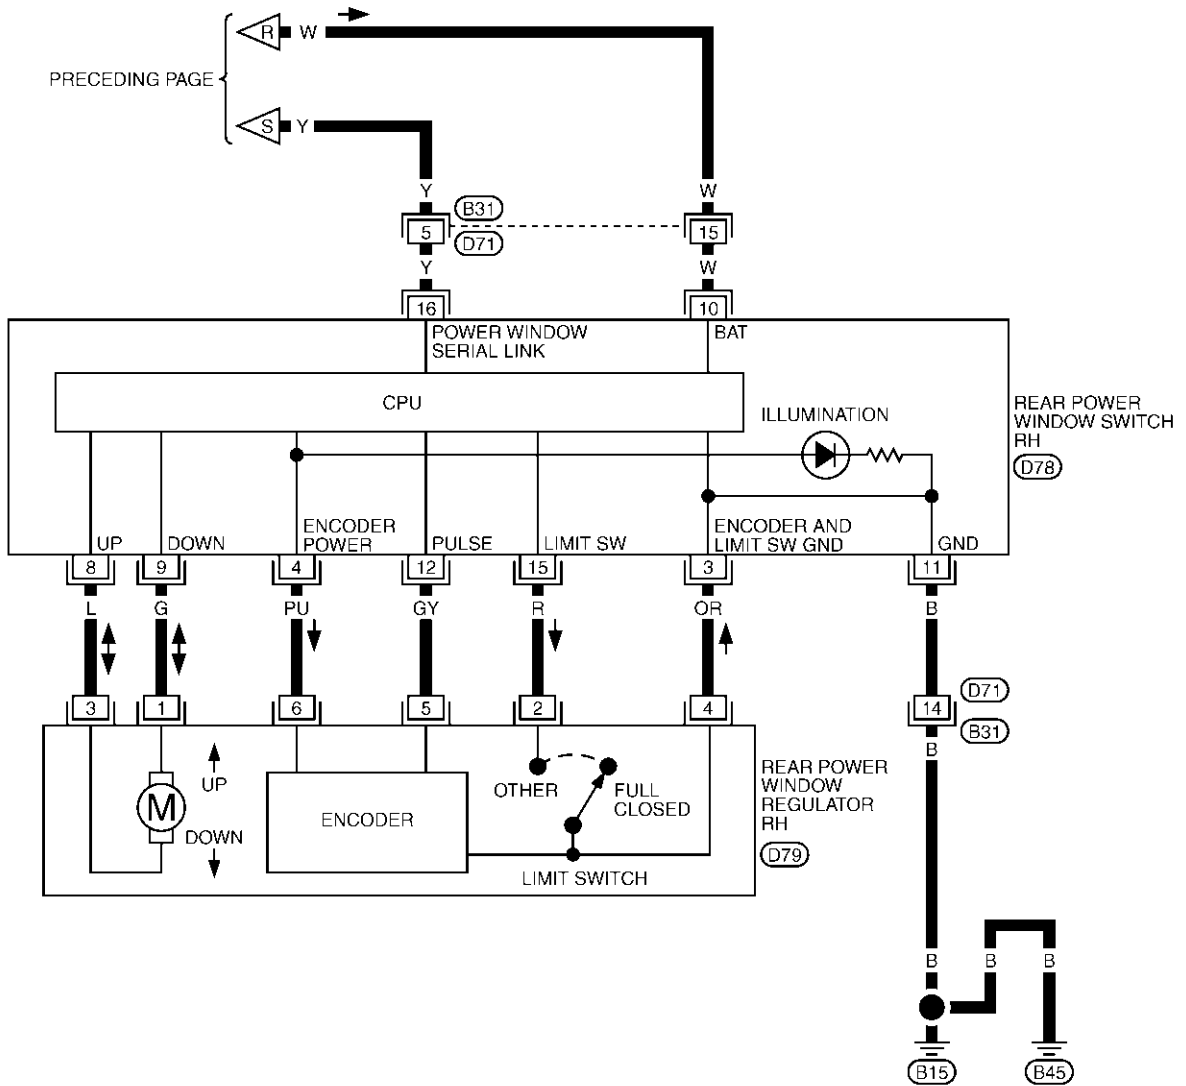 R W
PRECEDING PAGE
S Y
Y W
B31
5 15
D71
Y W
16 10
POWER WINDOW
SERIAL LINK
BAT
CPU
ILLUMINATION
REAR POWER
WINDOW SWITCH
RH
D78
UP
DOWN
ENCODER
POWER
PULSE
LIMIT SW
ENCODER AND
LIMIT SW GND
GND
8 9 4 12 15 3 11
L G PU GY R OR B
3 1 6 5 2 4 14
D71
B31
B
UP
M
DOWN
ENCODER
OTHER
FULL
CLOSED
LIMIT SWITCH
REAR POWER
WINDOW
REGULATOR
RH
D79
B B B
B15 B45